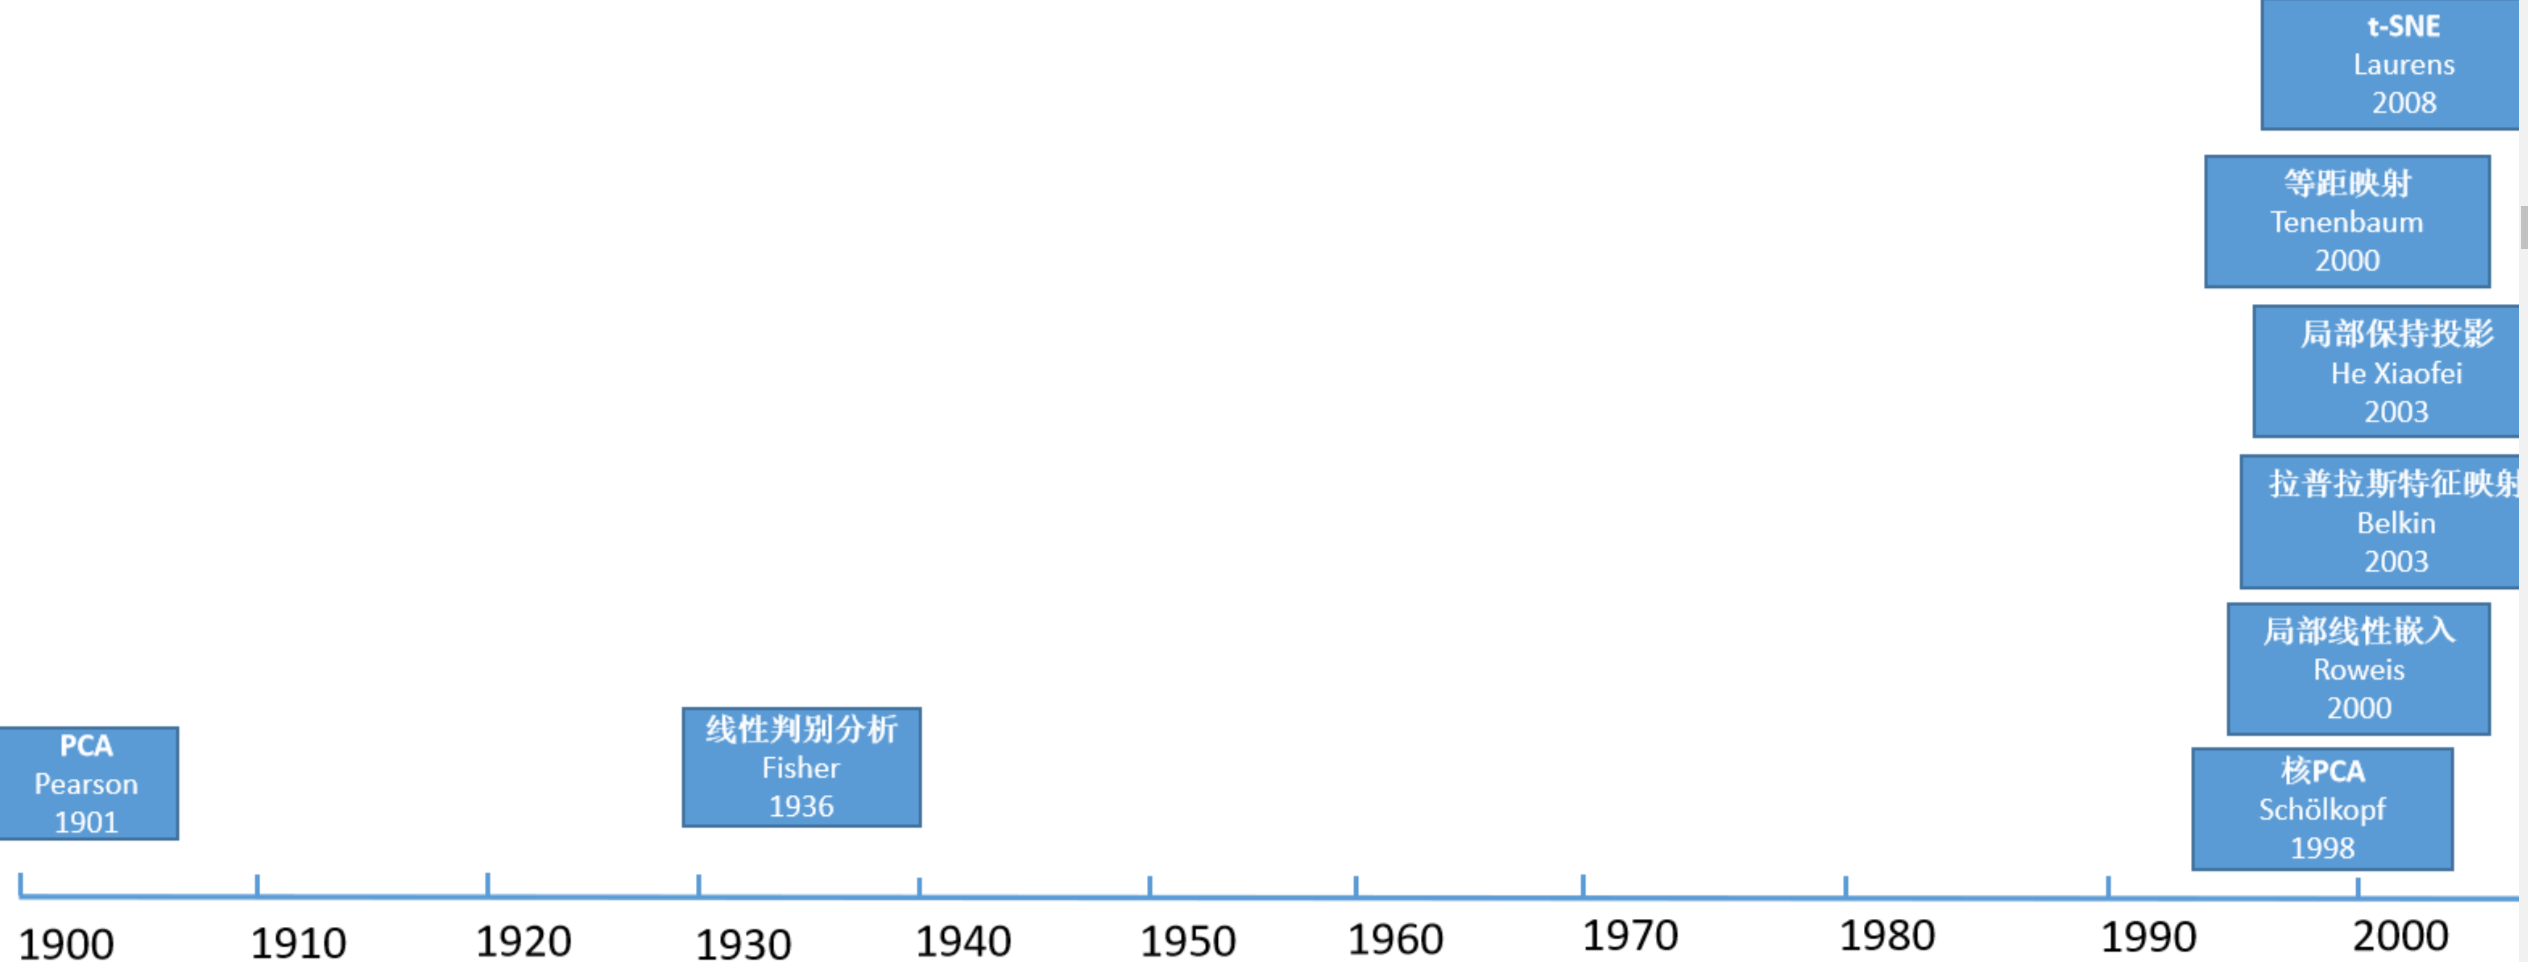 t-SNE
Laurens
2008
等距映射
Tenenbaum
2000
局部保持投影
He Xiaofei
2003
拉普拉斯特征映射
Belkin
2003
局部线性嵌入
Roweis
2000
PCA
Pearson
1901
线性判别分析
Fisher
1936
核PCA
Schölkopf
1998
1900 1910 1920 1930 1940 1950 1960 1970 1980 1990 2000